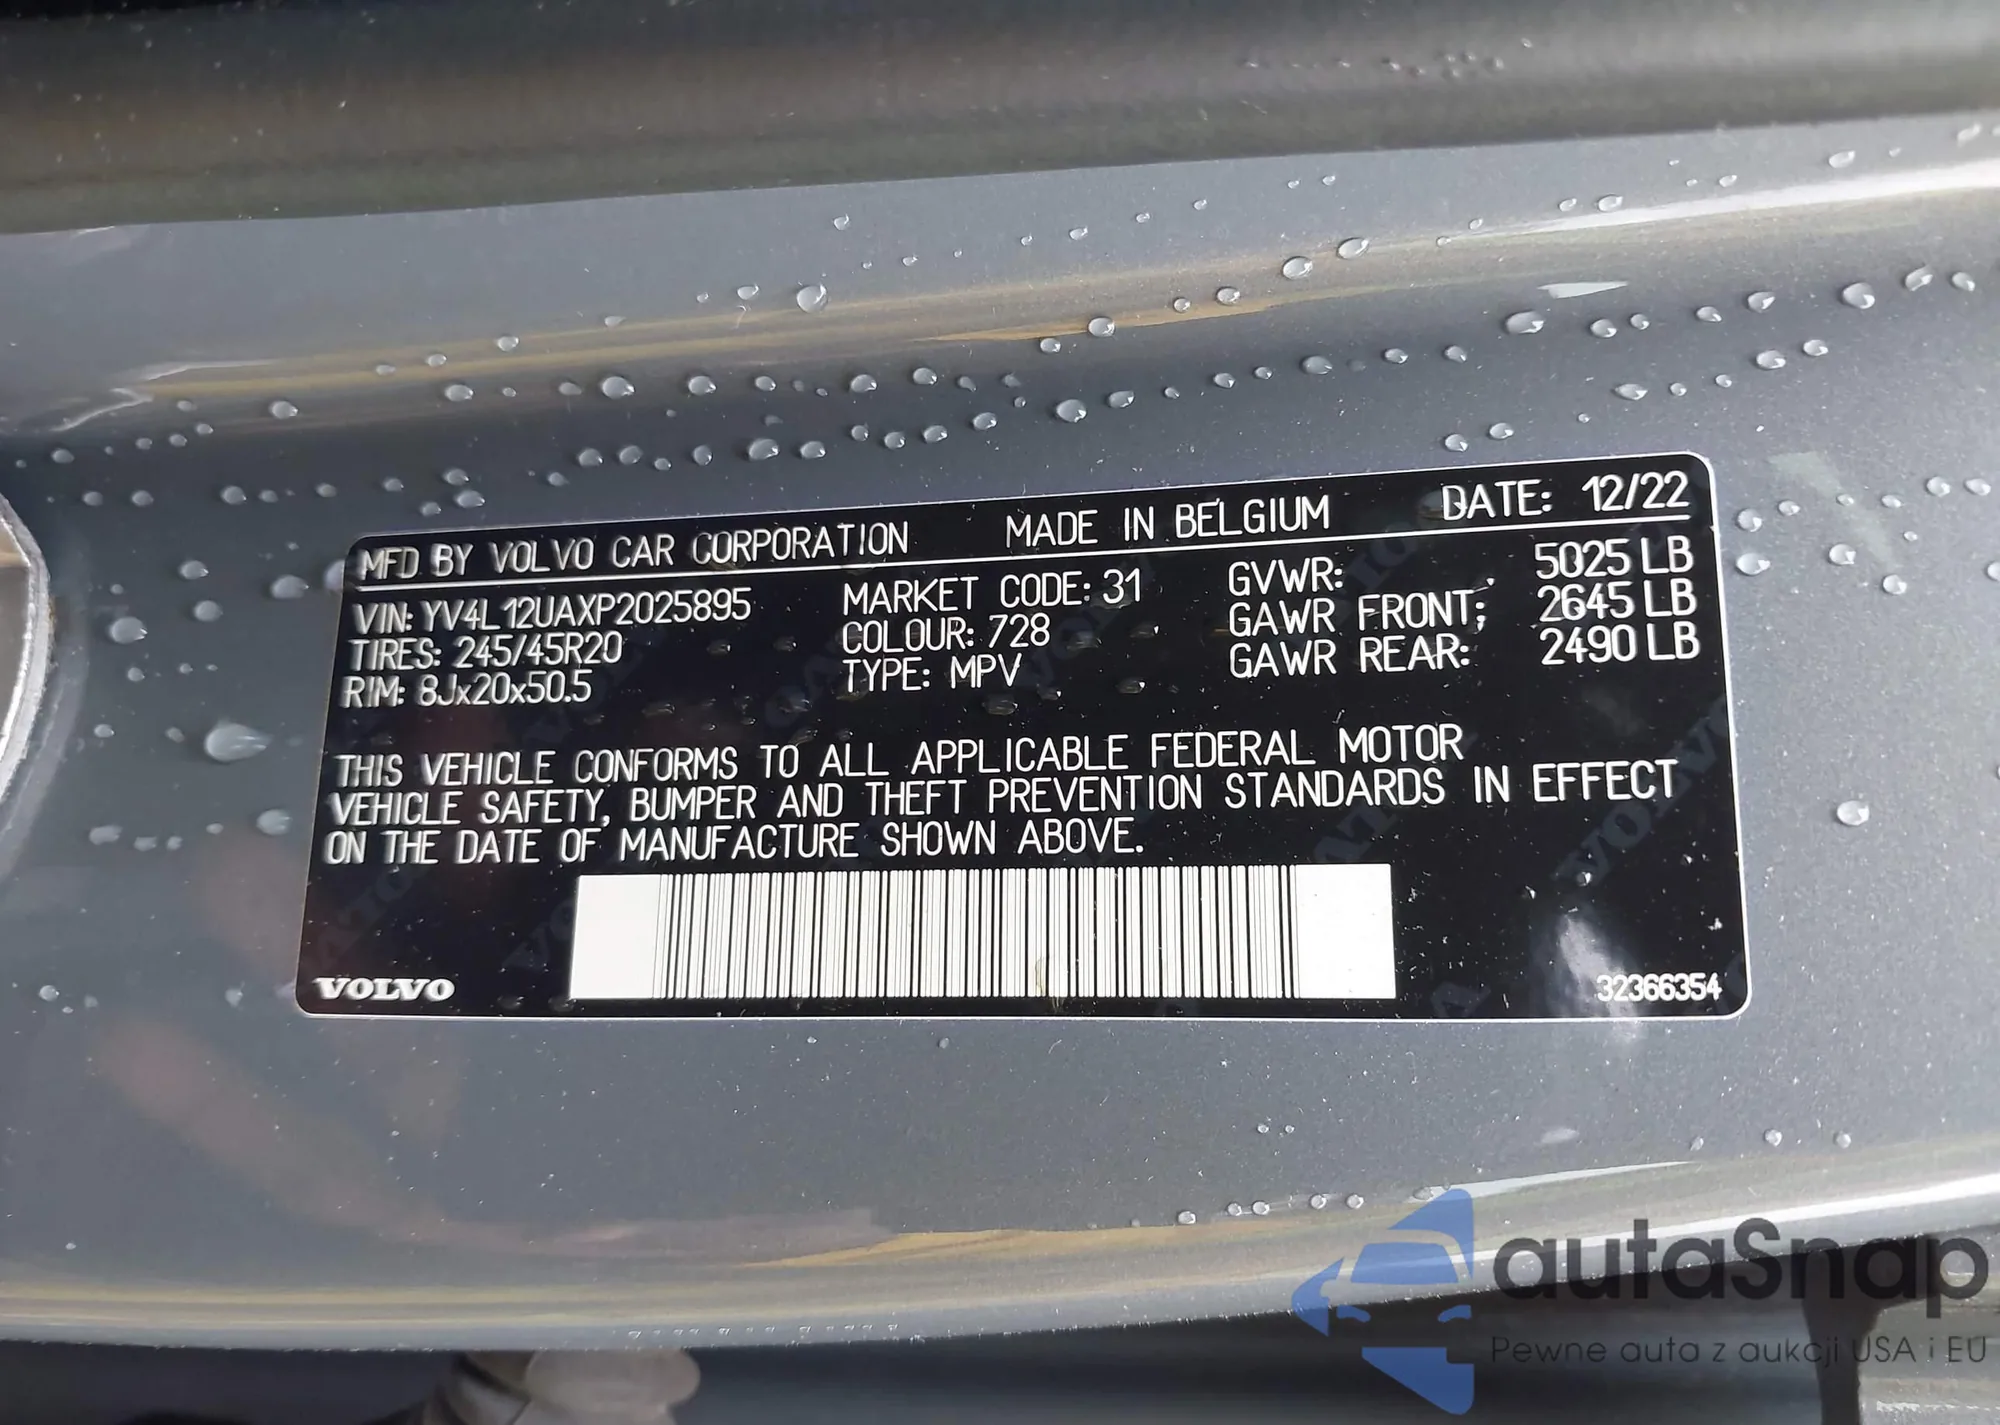 MFD BY VOLVO CAR CORPORATION MADE IN BELGIUM DATE: 12/22
VIN: YV4L12UAXP2025895 MARKET CODE: 31 GVWR: 5025 LB
TIRES: 245/45R20 COLOUR: 728 GAWR FRONT: 2645 LB
RIM: 8Jx20x50.5 TYPE: MPV GAWR REAR: 2490 LB
THIS VEHICLE CONFORMS TO ALL APPLICABLE FEDERAL MOTOR
VEHICLE SAFETY, BUMPER AND THEFT PREVENTION STANDARDS IN EFFECT
ON THE DATE OF MANUFACTURE SHOWN ABOVE.
VOLVO 32366354
autaSnap
Pewne auta z aukcji USA i EU